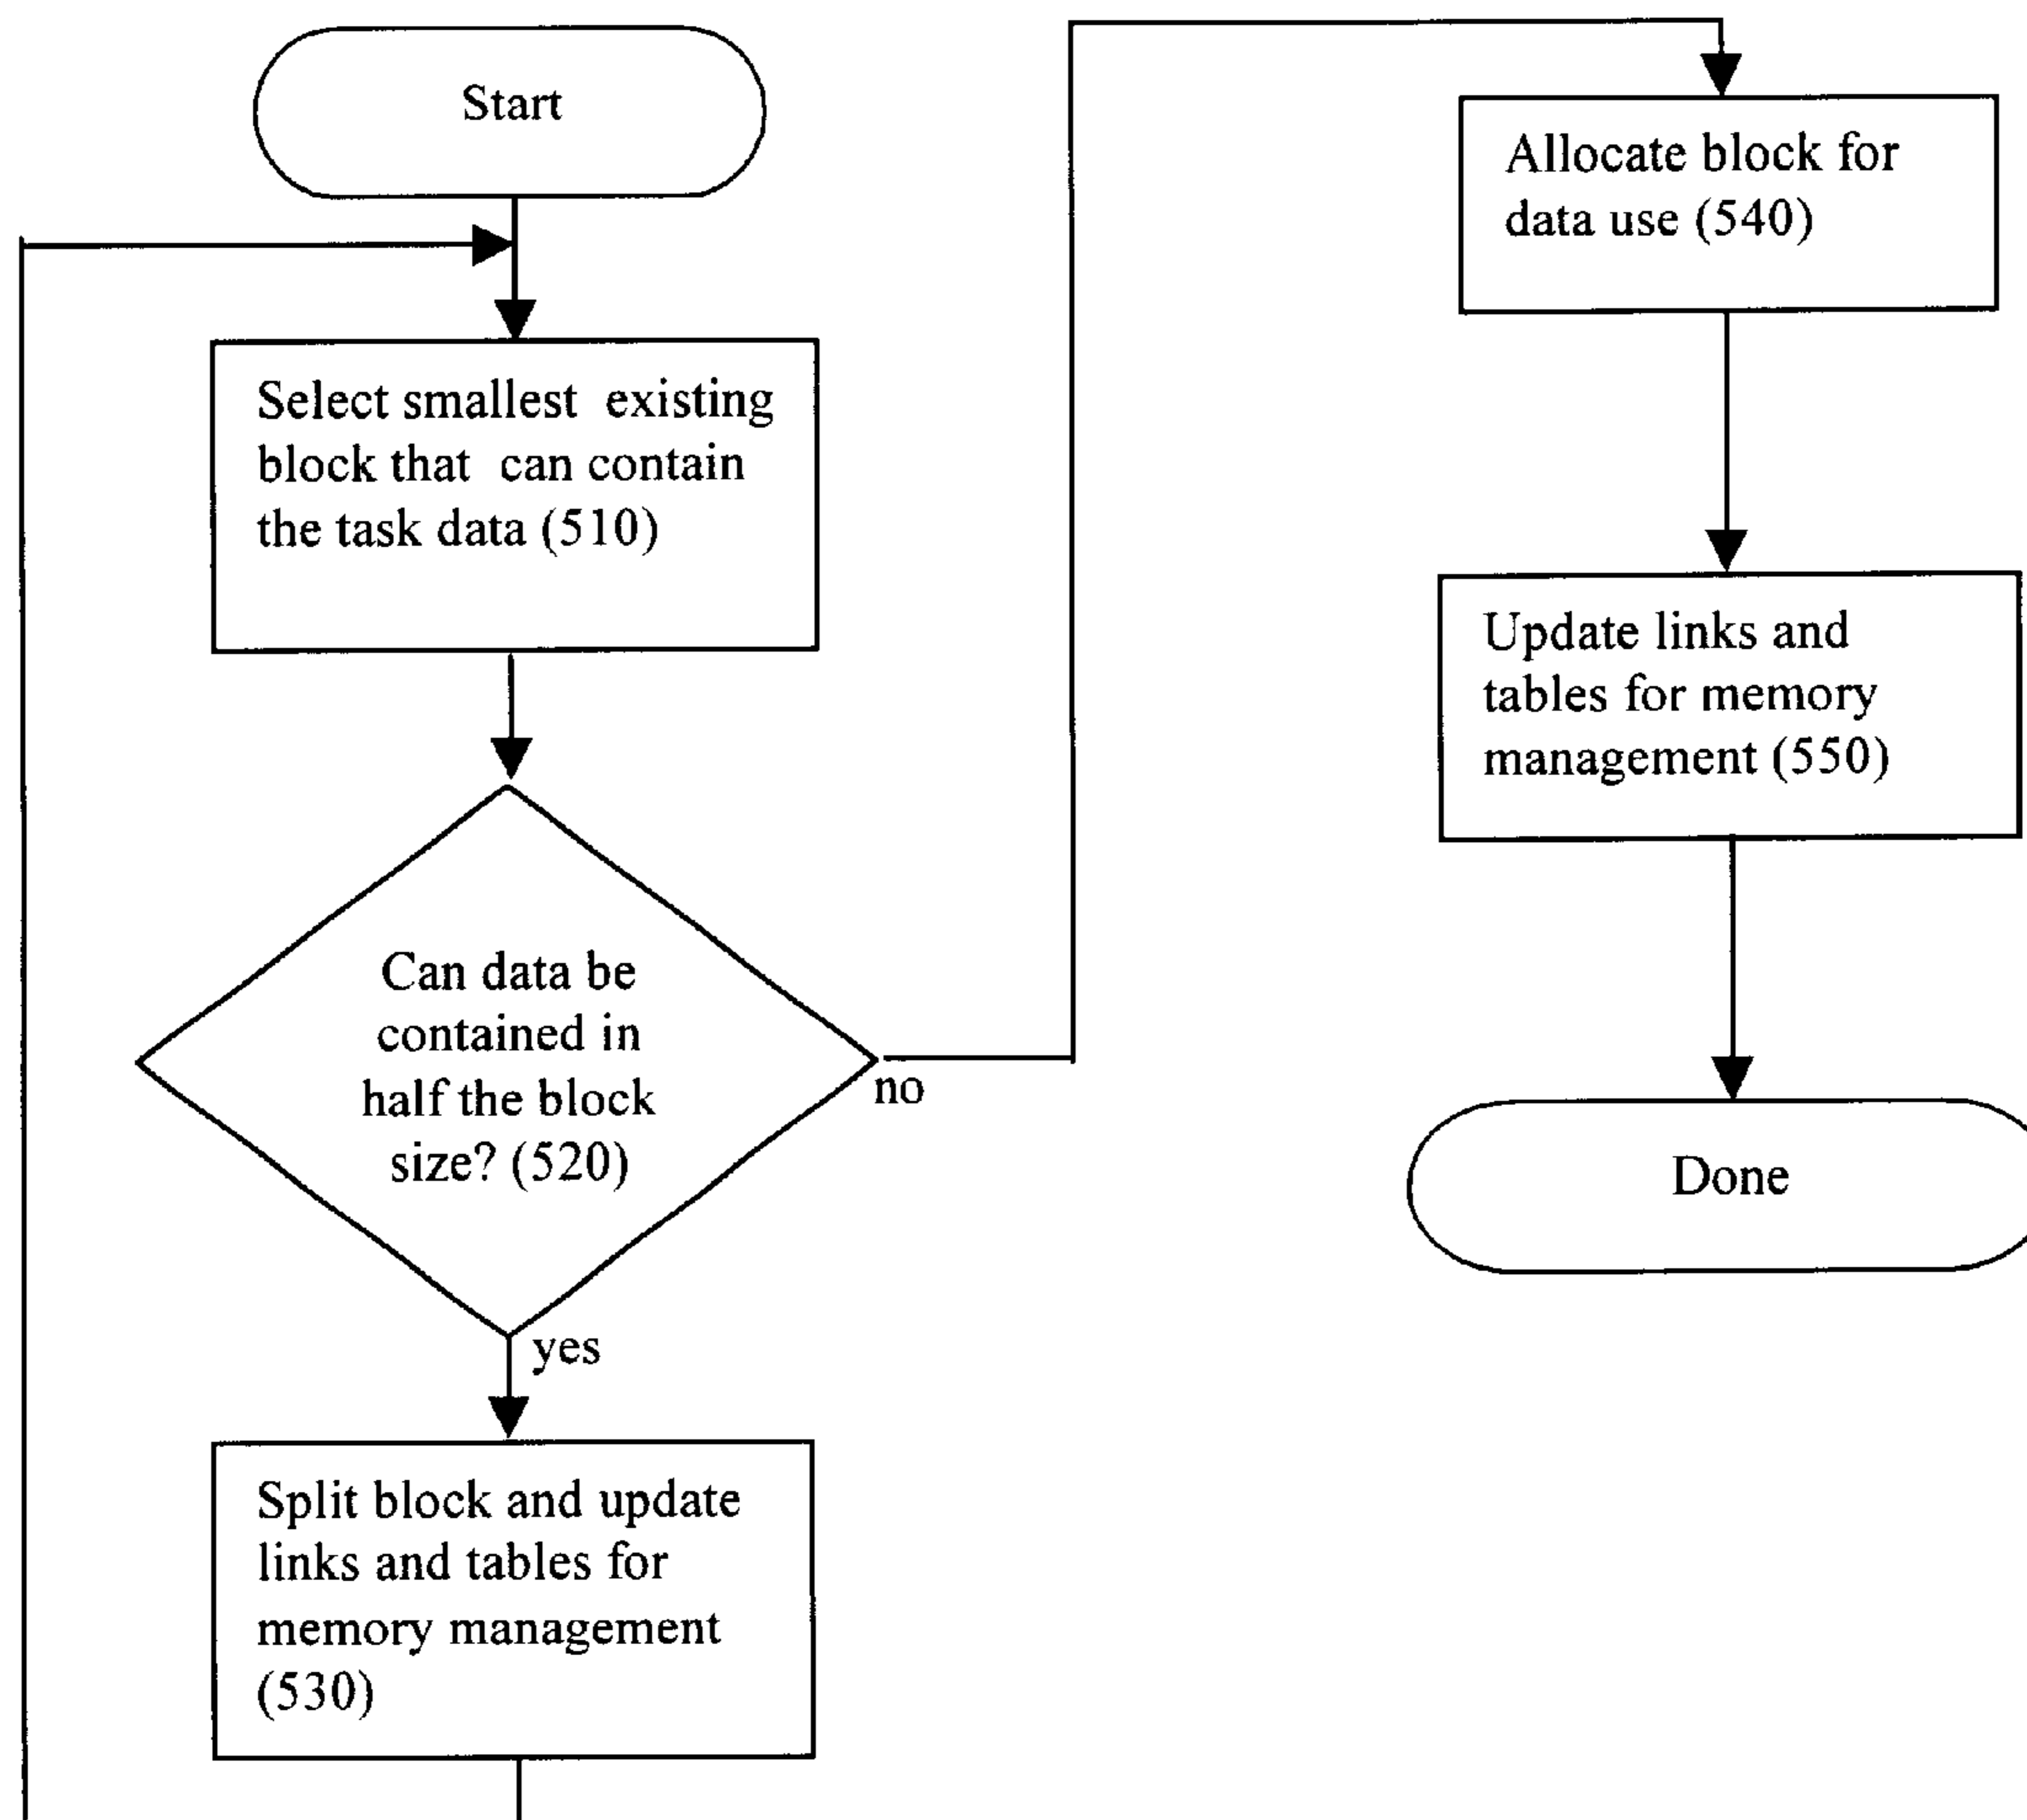 Start
Select smallest existing
block that can contain
the task data (510)
Can data be
contained in
half the block
size? (520)
no
yes
Split block and update
links and tables for
memory management
(530)
Allocate block for
data use (540)
Update links and
tables for memory
management (550)
Done